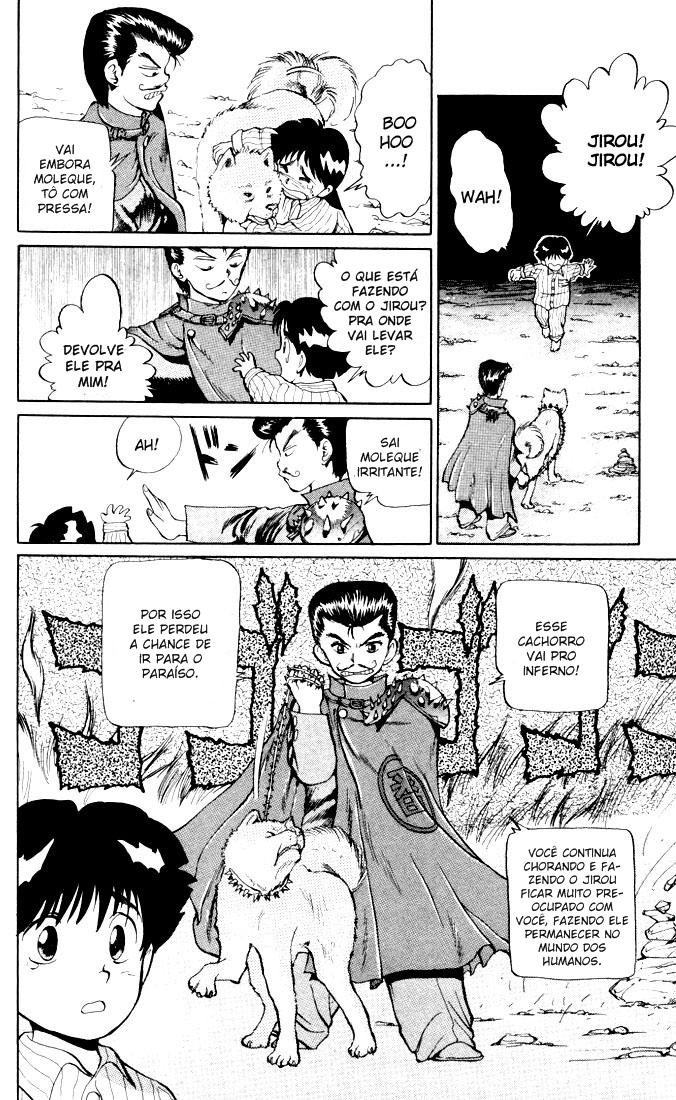 JIROU!
JIROU!
WAH!
BOO
HOO
...!
VAI
EMBORA
MOLEQUE,
TÔ COM
PRESSA!
O QUE ESTÁ
FAZENDO
COM O JIROU?
PRA ONDE
VAI LEVAR
ELE?
DEVOLVE
ELE PRA
MIM!
SAI
MOLEQUE
IRRITANTE!
AH!
ESSE
CACHORRO
VAI PRO
INFERNO!
POR ISSO
ELE PERDEU
A CHANCE DE
IR PARA O
PARAÍSO.
VOCÊ CONTINUA
CHORANDO E FA-
ZENDO O JIROU
FICAR MUITO PRE-
OCUPADO COM
VOCÊ, FAZENDO ELE
PERMANECER NO
MUNDO DOS
HUMANOS.